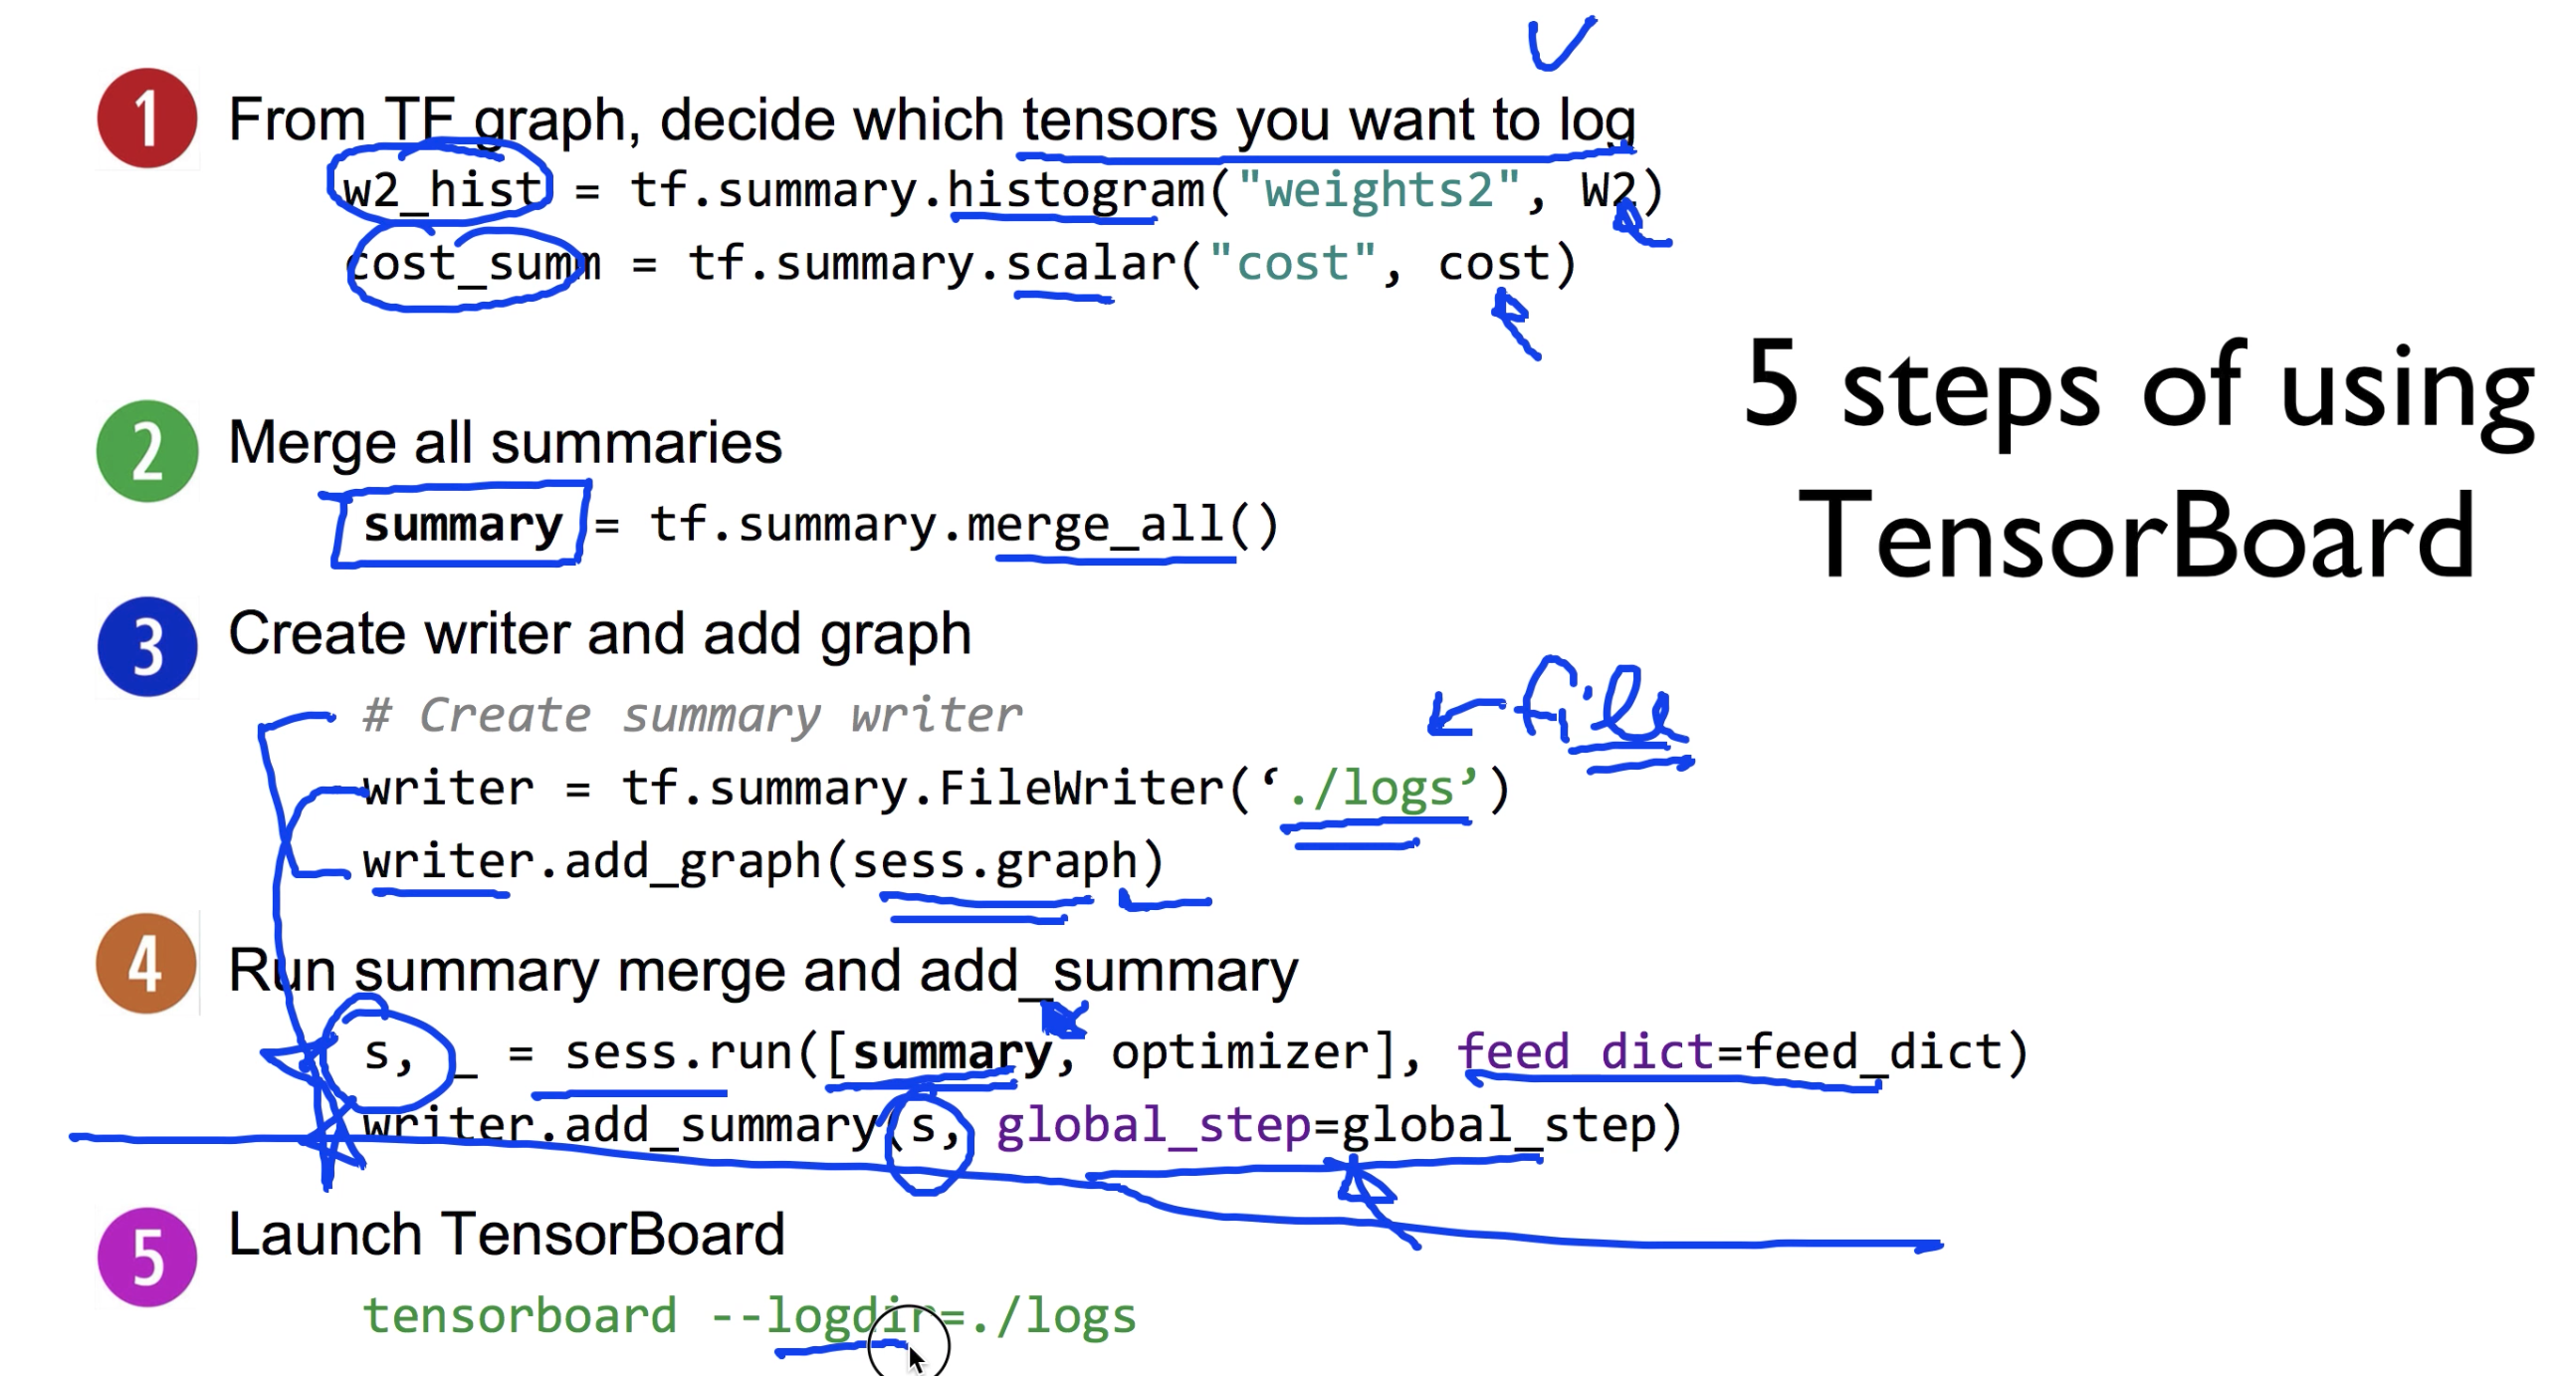 1 From TF graph, decide which tensors you want to log
w2_hist = tf.summary.histogram("weights2", W2)
cost_summ = tf.summary.scalar("cost", cost)
2 Merge all summaries
summary = tf.summary.merge_all()
3 Create writer and add graph
# Create summary writer
file
writer = tf.summary.FileWriter(‘./logs’)
writer.add_graph(sess.graph)
4 Run summary merge and add_summary
s, _ = sess.run([summary, optimizer], feed_dict=feed_dict)
writer.add_summary(s, global_step=global_step)
5 Launch TensorBoard
tensorboard --logdir=./logs
5 steps of using
TensorBoard